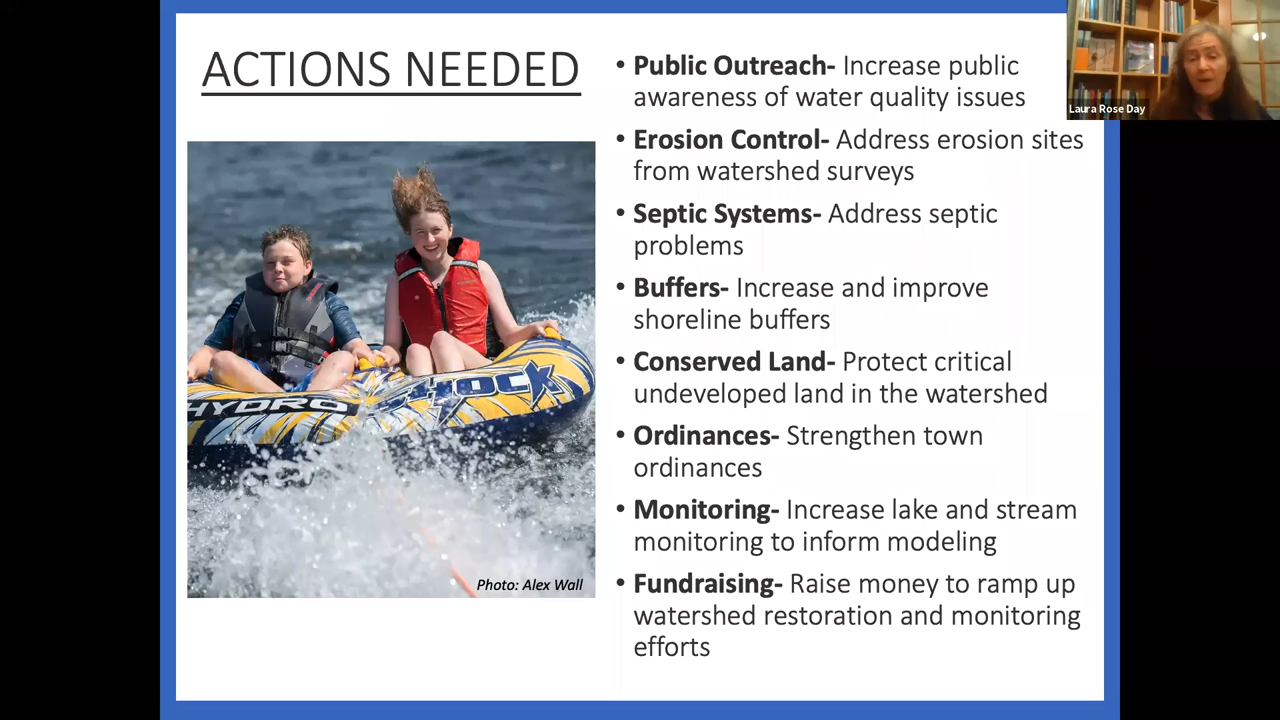 ACTIONS NEEDED
• Public Outreach- Increase public
awareness of water quality issues
• Erosion Control- Address erosion sites
from watershed surveys
• Septic Systems- Address septic
problems
• Buffers- Increase and improve
shoreline buffers
• Conserved Land- Protect critical
undeveloped land in the watershed
• Ordinances- Strengthen town
ordinances
• Monitoring- Increase lake and stream
monitoring to inform modeling
• Fundraising- Raise money to ramp up
watershed restoration and monitoring
efforts
HYDRO
SHOCK
Photo: Alex Wall
Laura Rose Day